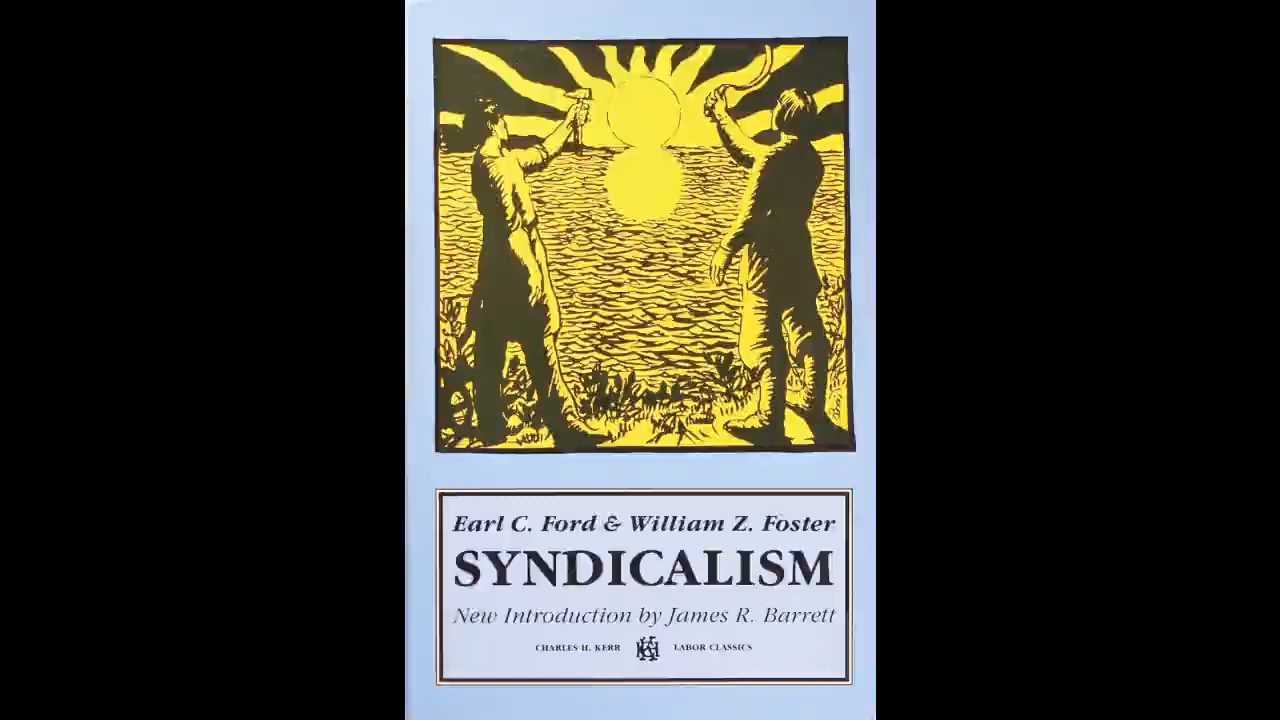 Earl C. Ford & William Z. Foster
SYNDICALISM
New Introduction by James R. Barrett
CHARLES H. KERR LABOR CLASSICS